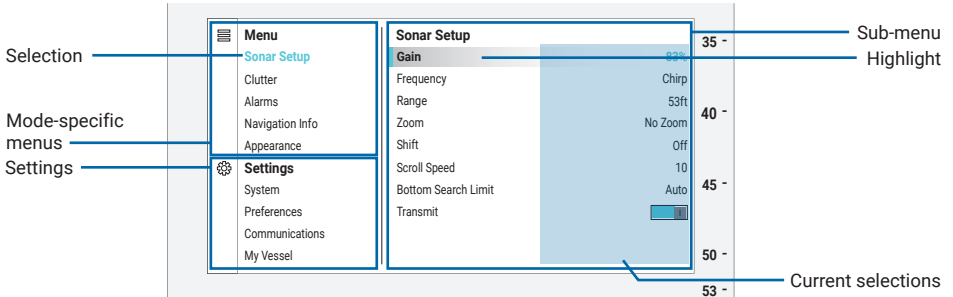 Selection
Mode-specific
menus
Settings
Menu
Sonar Setup
Clutter
Alarms
Navigation Info
Appearance
Settings
System
Preferences
Communications
My Vessel
Sonar Setup
Gain 83%
Frequency Chirp
Range 53ft
Zoom No Zoom
Shift Off
Scroll Speed 10
Bottom Search Limit Auto
Transmit
35
40
45
50
53
Sub-menu
Highlight
Current selections